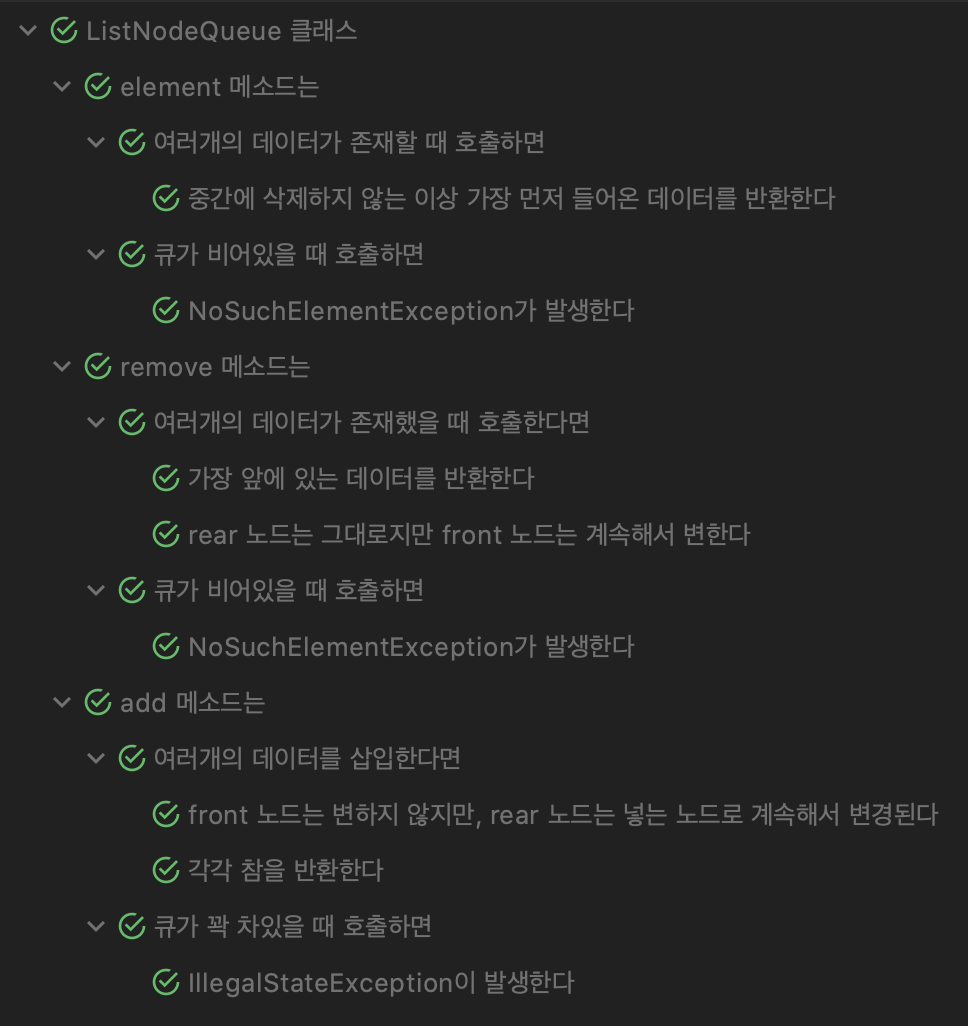 ListNodeQueue 클래스
element 메소드는
여러개의 데이터가 존재할 때 호출하면
중간에 삭제하지 않는 이상 가장 먼저 들어온 데이터를 반환한다
큐가 비어있을 때 호출하면
NoSuchElementException가 발생한다
remove 메소드는
여러개의 데이터가 존재했을 때 호출한다면
가장 앞에 있는 데이터를 반환한다
rear 노드는 그대로지만 front 노드는 계속해서 변한다
큐가 비어있을 때 호출하면
NoSuchElementException가 발생한다
add 메소드는
여러개의 데이터를 삽입한다면
front 노드는 변하지 않지만, rear 노드는 넣는 노드로 계속해서 변경된다
각각 참을 반환한다
큐가 꽉 차있을 때 호출하면
IllegalStateException이 발생한다